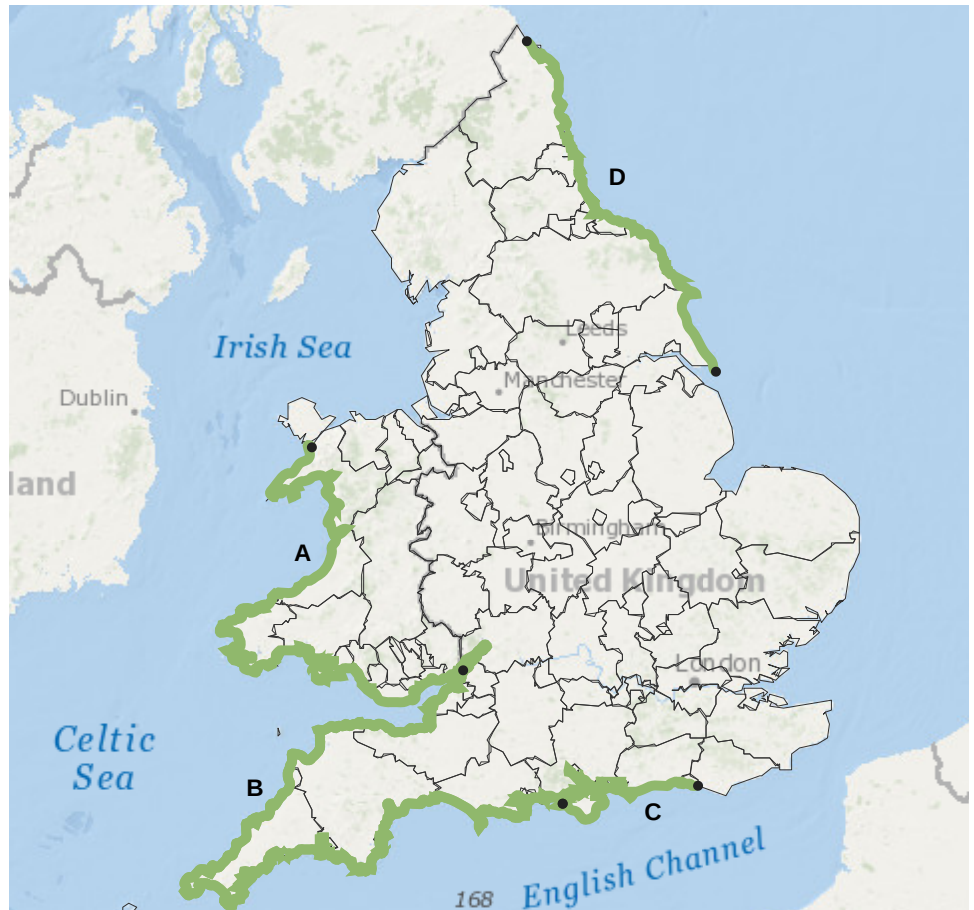 D
Irish Sea
Leeds
Manchester
Dublin
land
Birmingham
A
United Kingdom
London
Celtic
Sea
B
C
English Channel
168